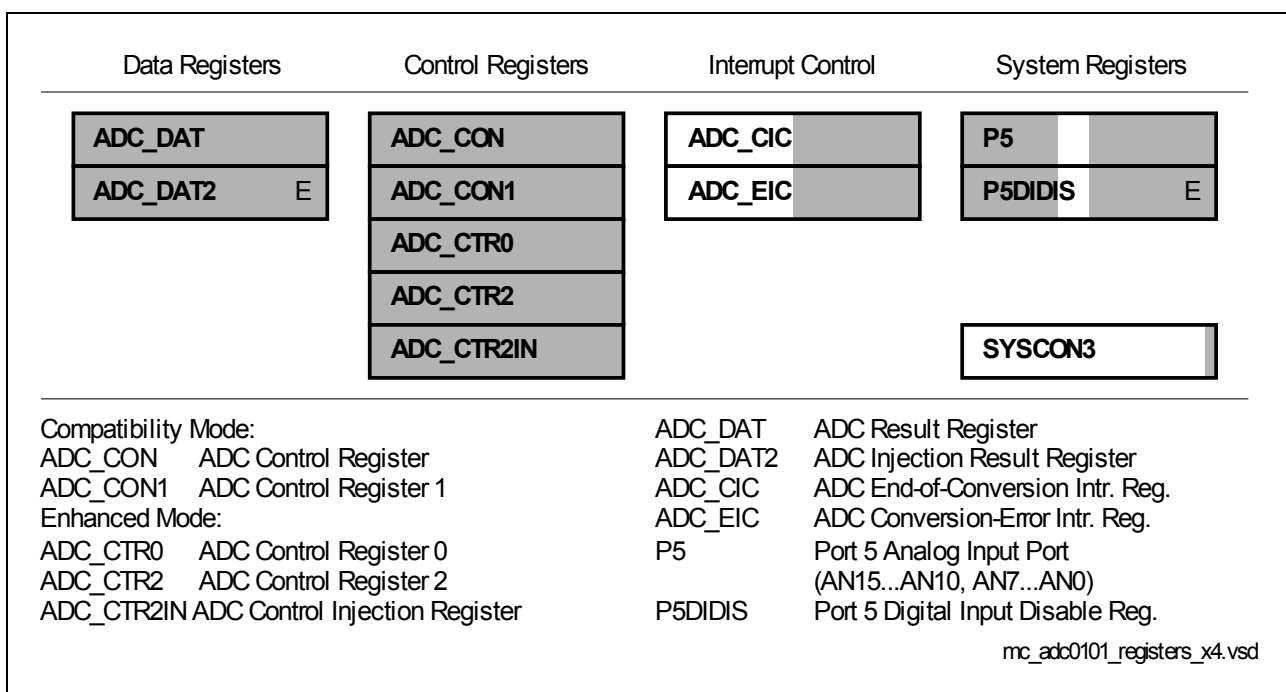 Data Registers Control Registers Interrupt Control System Registers
ADC_DAT ADC_CON ADC_CIC P5
ADC_DAT2 E ADC_CON1 ADC_EIC P5DIDIS E
ADC_CTR0
ADC_CTR2
ADC_CTR2IN SYSCON3
Compatibility Mode:
ADC_CON ADC Control Register
ADC_CON1 ADC Control Register 1
Enhanced Mode:
ADC_CTR0 ADC Control Register 0
ADC_CTR2 ADC Control Register 2
ADC_CTR2IN ADC Control Injection Register
ADC_DAT ADC Result Register
ADC_DAT2 ADC Injection Result Register
ADC_CIC ADC End-of-Conversion Intr. Reg.
ADC_EIC ADC Conversion-Error Intr. Reg.
P5 Port 5 Analog Input Port
(AN15...AN10, AN7...AN0)
P5DIDIS Port 5 Digital Input Disable Reg.
mc_adc0101_registers_x4.vsd